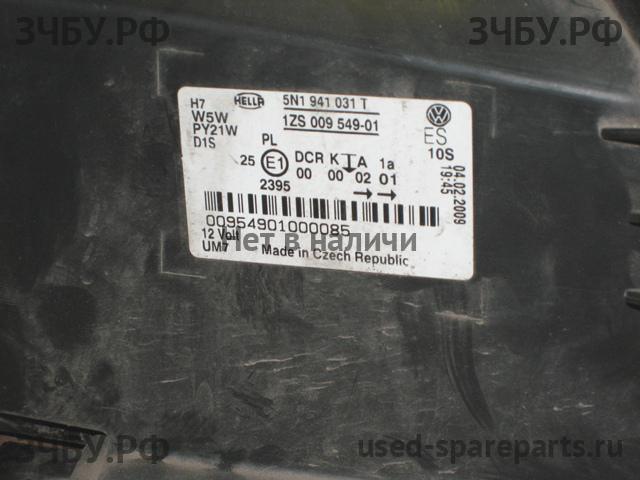 ЗЧБУ.РФ
ЗЧБУ.РФ
H7
W5W
PY21W
D1S
HELLA
5N1 941 031 T
1ZS 009 549-01
VW
ES
10S
PL
25 E1 DCR K A 1a
00 00 02 01
2395
04.02.2009
19:45
00954901000085
Нет в наличии
12 Volt
UM7
Made in Czech Republic
ЗЧБУ.РФ
used-spareparts.ru